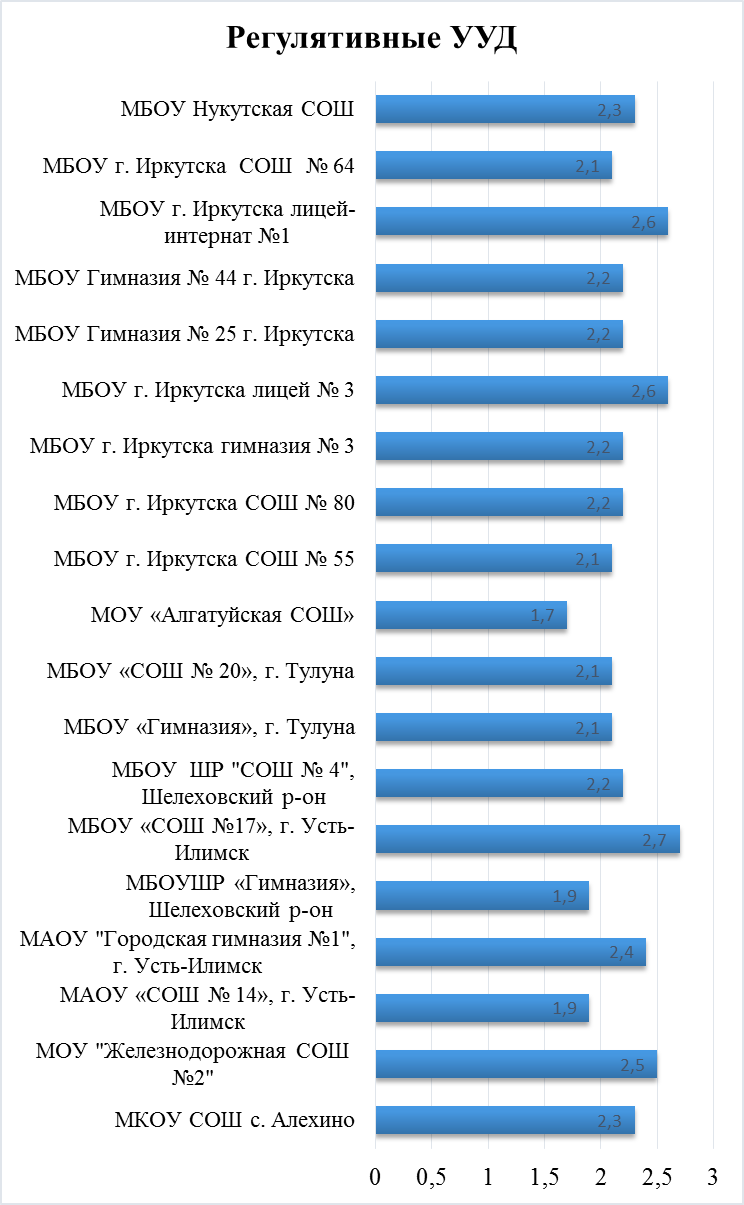 Регулятивные УУД
МБОУ Нукутская СОШ
2,3
МБОУ г. Иркутска СОШ № 64
2,1
МБОУ г. Иркутска лицей-
интернат №1
2,6
МБОУ Гимназия № 44 г. Иркутска
2,2
МБОУ Гимназия № 25 г. Иркутска
2,2
МБОУ г. Иркутска лицей № 3
2,6
МБОУ г. Иркутска гимназия № 3
2,2
МБОУ г. Иркутска СОШ № 80
2,2
МБОУ г. Иркутска СОШ № 55
2,1
МОУ «Алгатуйская СОШ»
1,7
МБОУ «СОШ № 20», г. Тулуна
2,1
МБОУ «Гимназия», г. Тулуна
2,1
МБОУ ШР "СОШ № 4",
Шелеховский р-он
2,2
МБОУ «СОШ №17», г. Усть-
Илимск
2,7
МБОУШР «Гимназия»,
Шелеховский р-он
1,9
МАОУ "Городская гимназия №1",
г. Усть-Илимск
2,4
МАОУ «СОШ № 14», г. Усть-
Илимск
1,9
МОУ "Железнодорожная СОШ
№2"
2,5
МКОУ СОШ с. Алехино
2,3
0 0,5 1 1,5 2 2,5 3